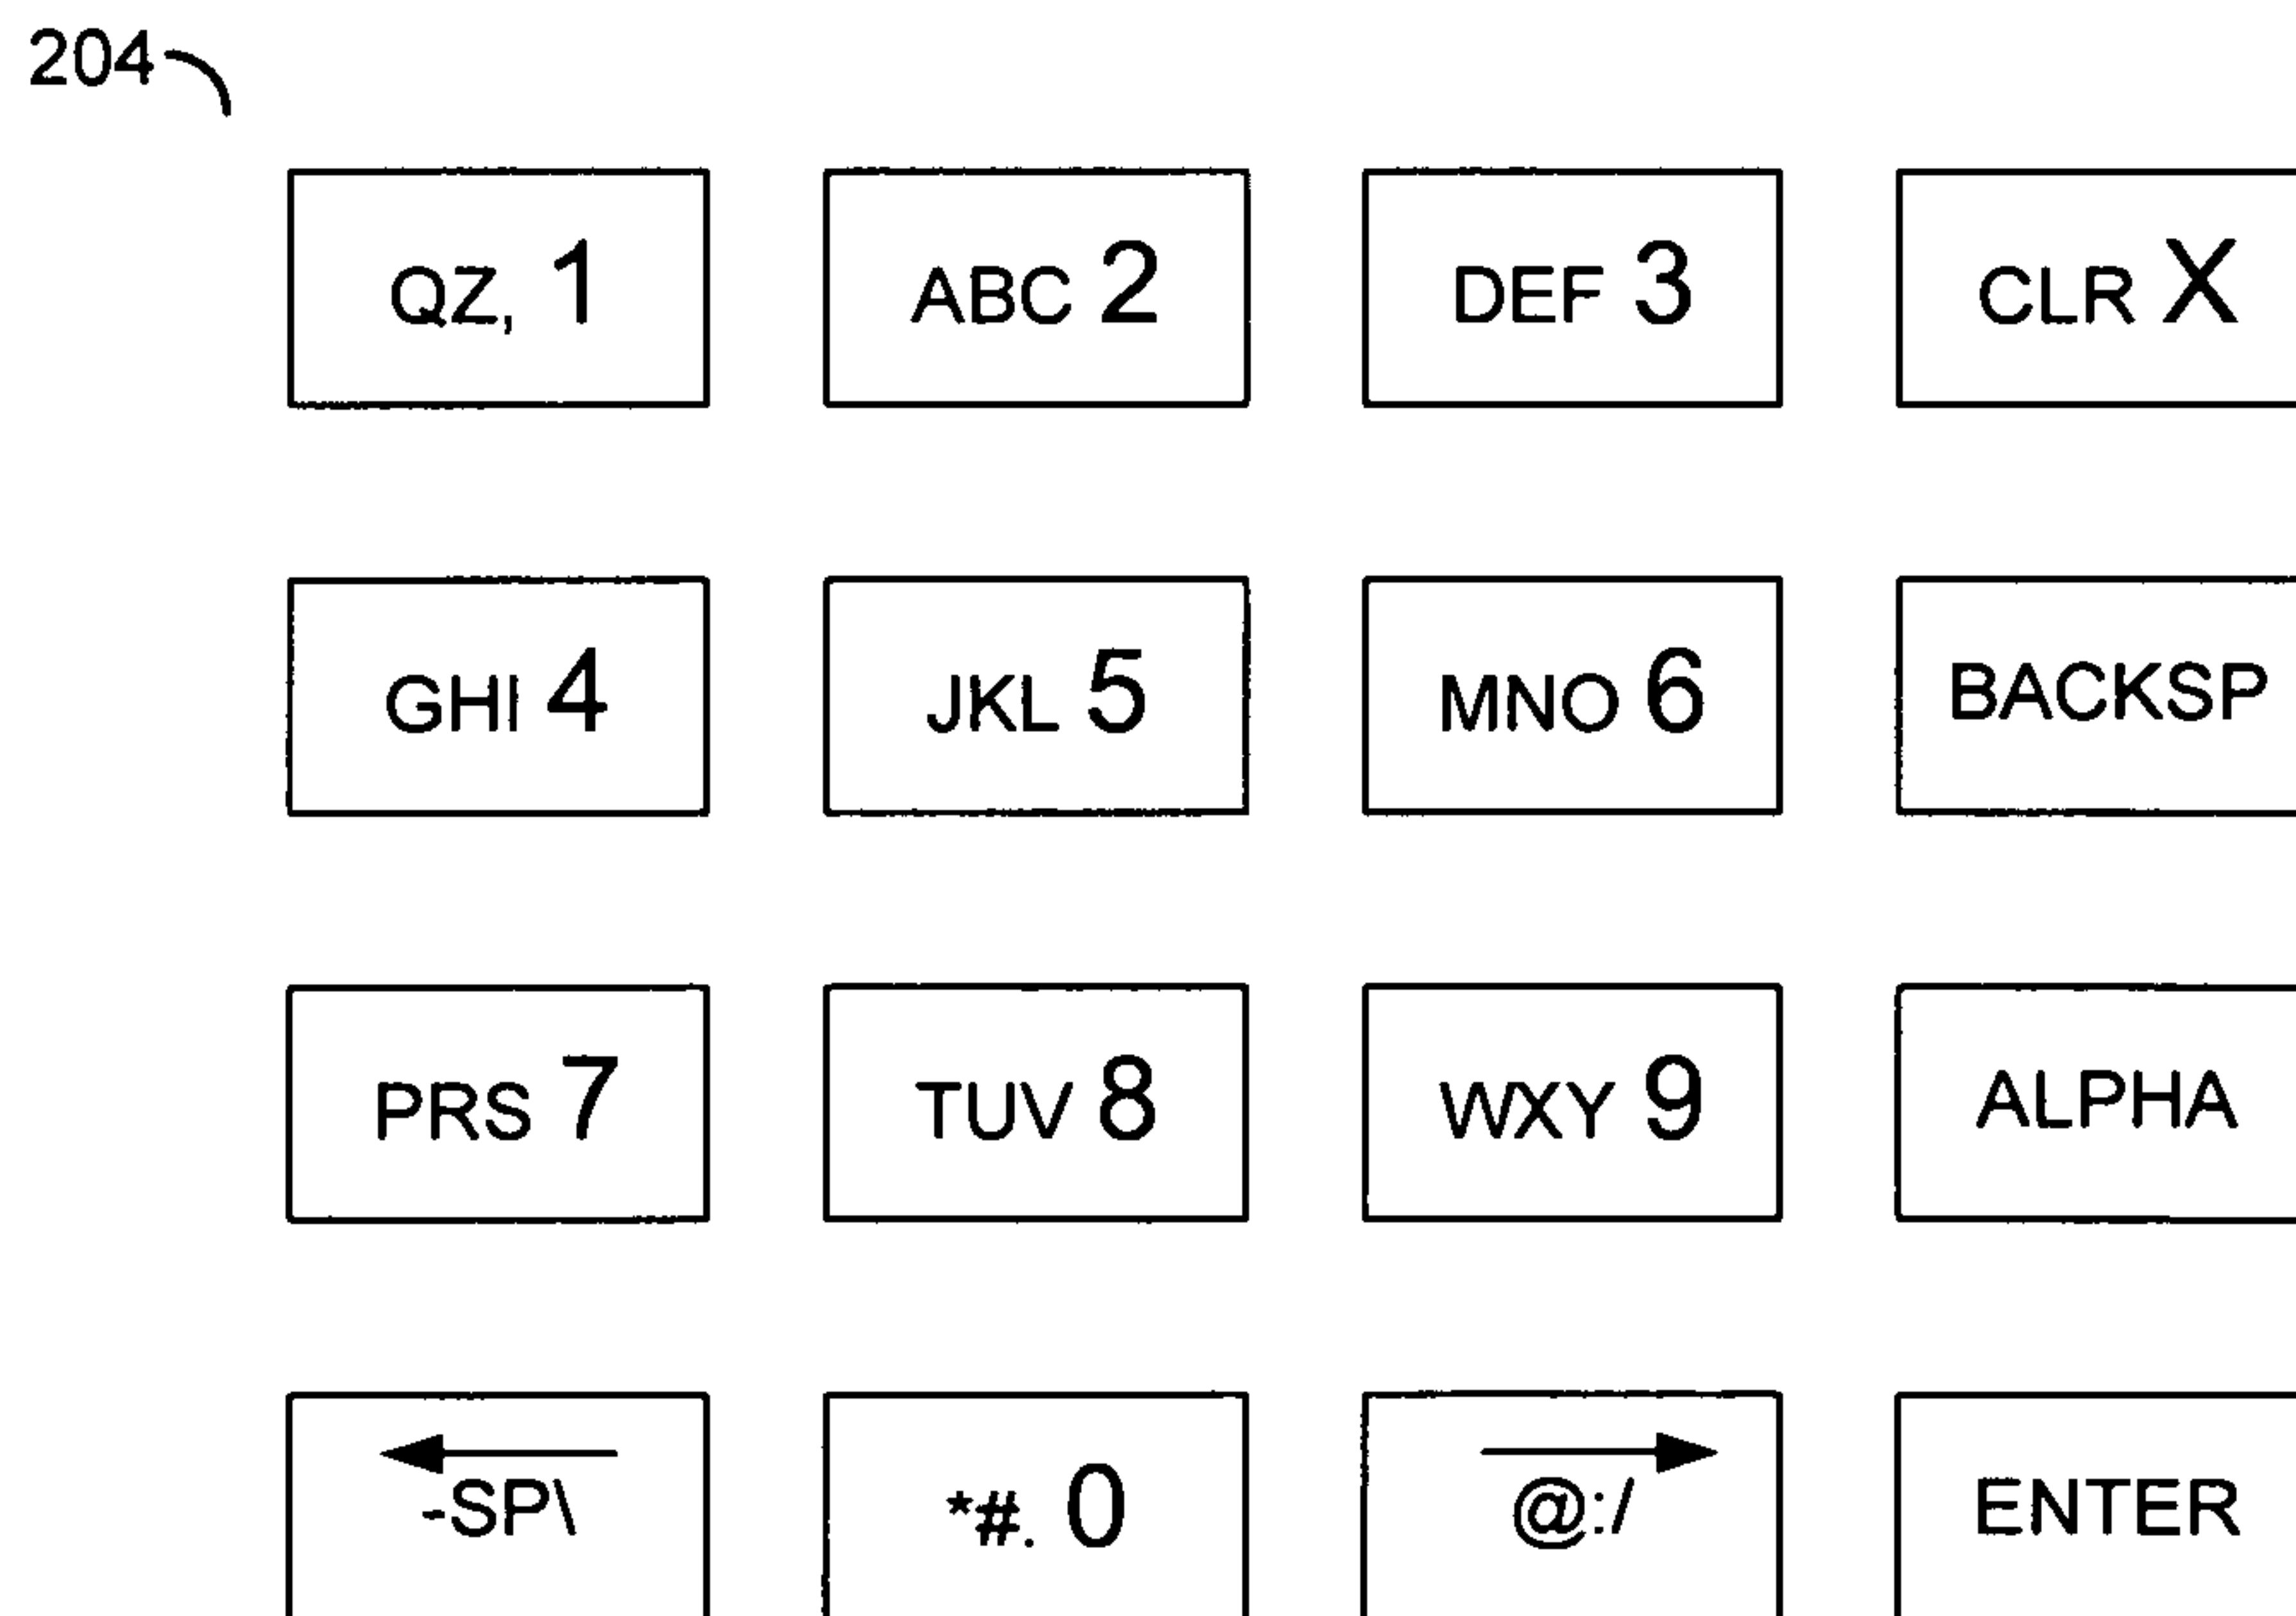 204
QZ, 1 ABC 2 DEF 3 CLR X
GHI 4 JKL 5 MNO 6 BACKSP
PRS 7 TUV 8 WXY 9 ALPHA
-SP\ *#. 0 @:/ ENTER